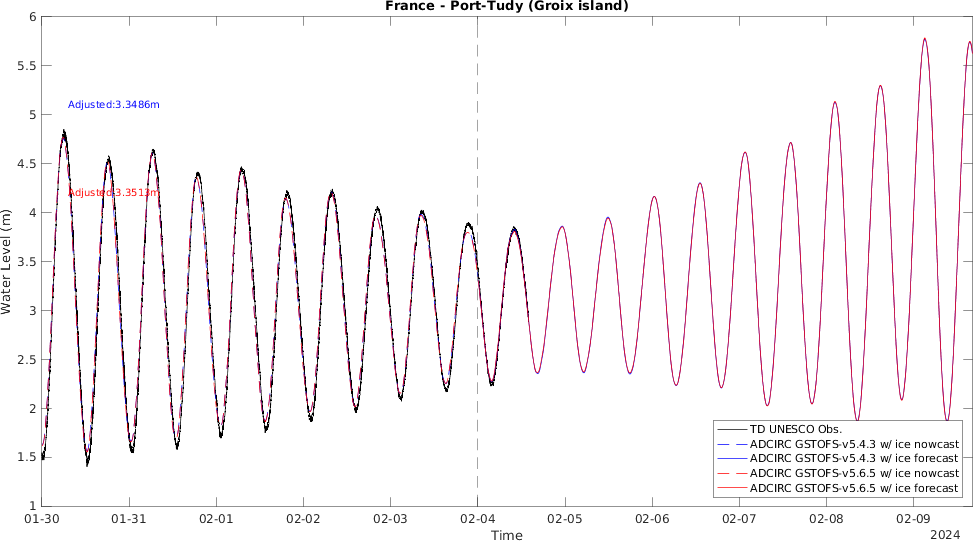 France - Port-Tudy (Groix island)
6
5.5
5
4.5
4
3.5
3
2.5
2
1.5
1
Water Level (m)
Adjusted:3.3486m
Adjusted:3.3513m
TD UNESCO Obs.
ADCIRC GSTOFS-v5.4.3 w/ ice nowcast
ADCIRC GSTOFS-v5.4.3 w/ ice forecast
ADCIRC GSTOFS-v5.6.5 w/ ice nowcast
ADCIRC GSTOFS-v5.6.5 w/ ice forecast
01-30 01-31 02-01 02-02 02-03 02-04 02-05 02-06 02-07 02-08 02-09
Time
2024